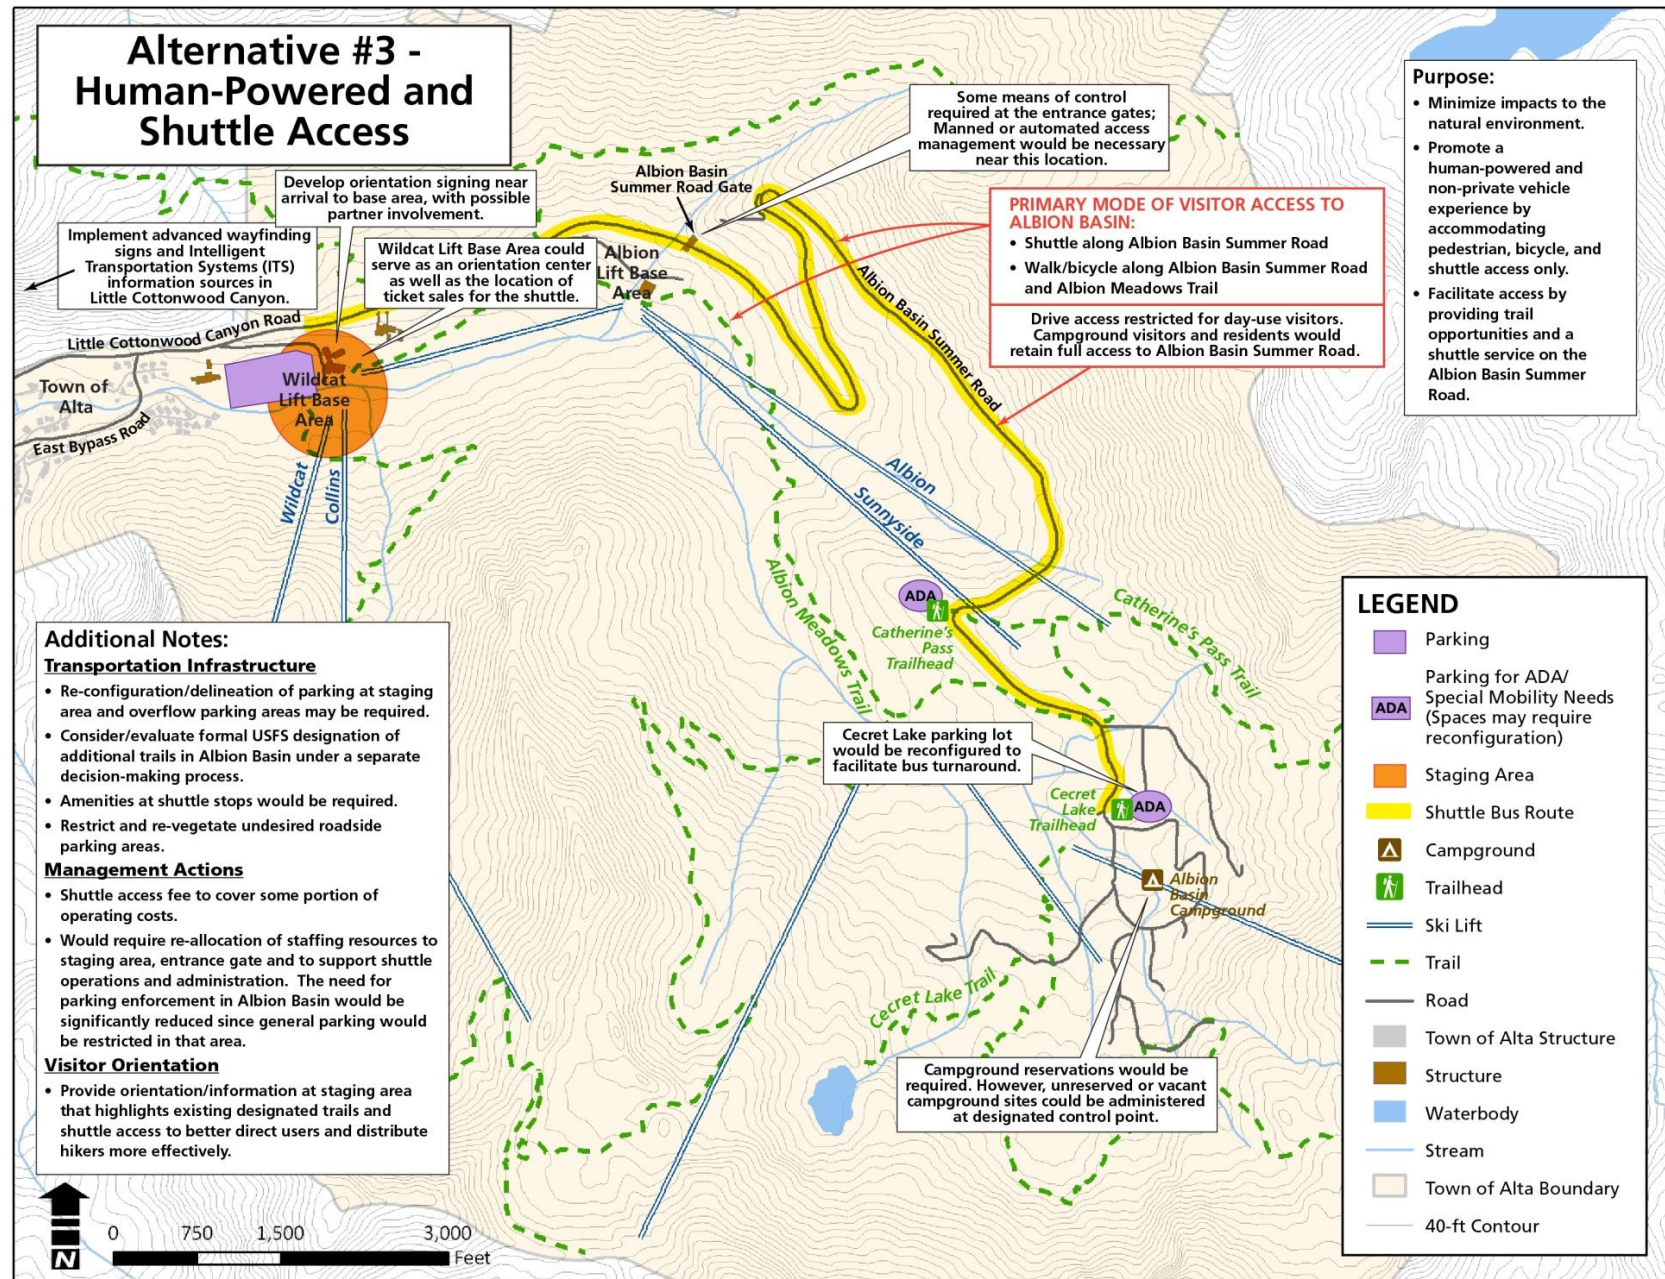 Alternative #3 -
Human-Powered and
Shuttle Access
Purpose:
• Minimize impacts to the
natural environment.
• Promote a
human-powered and
non-private vehicle
experience by
accommodating
pedestrian, bicycle, and
shuttle access only.
• Facilitate access by
providing trail
opportunities and a
shuttle service on the
Albion Basin Summer
Road.
Some means of control
required at the entrance gates;
Manned or automated access
management would be necessary
near this location.
Albion Basin
Summer Road Gate
Develop orientation signing near
arrival to base area, with possible
partner involvement.
Implement advanced wayfinding
signs and Intelligent
Transportation Systems (ITS)
information sources in
Little Cottonwood Canyon.
Wildcat Lift Base Area could
serve as an orientation center
as well as the location of
ticket sales for the shuttle.
Albion
Lift Base
Area
PRIMARY MODE OF VISITOR ACCESS TO
ALBION BASIN:
• Shuttle along Albion Basin Summer Road
• Walk/bicycle along Albion Basin Summer Road
and Albion Meadows Trail
Drive access restricted for day-use visitors.
Campground visitors and residents would
retain full access to Albion Basin Summer Road.
Albion Basin Summer Road
Little Cottonwood Canyon Road
Town of
Alta
Wildcat
Lift Base
Area
East Bypass Road
Wildcat
Collins
Albion
Sunnyside
Albion Meadows Trail
ADA
Catherine's
Pass
Trailhead
Catherine's Pass Trail
Cecret Lake parking lot
would be reconfigured to
facilitate bus turnaround.
Cecret
Lake
Trailhead
ADA
Albion
Basin
Campground
Cecret Lake Trail
Campground reservations would be
required. However, unreserved or vacant
campground sites could be administered
at designated control point.
Additional Notes:
Transportation Infrastructure
• Re-configuration/delineation of parking at staging
area and overflow parking areas may be required.
• Consider/evaluate formal USFS designation of
additional trails in Albion Basin under a separate
decision-making process.
• Amenities at shuttle stops would be required.
• Restrict and re-vegetate undesired roadside
parking areas.
Management Actions
• Shuttle access fee to cover some portion of
operating costs.
• Would require re-allocation of staffing resources to
staging area, entrance gate and to support shuttle
operations and administration. The need for
parking enforcement in Albion Basin would be
significantly reduced since general parking would
be restricted in that area.
Visitor Orientation
• Provide orientation/information at staging area
that highlights existing designated trails and
shuttle access to better direct users and distribute
hikers more effectively.
N
0 750 1,500 3,000
Feet
LEGEND
Parking
Parking for ADA/
ADA Special Mobility Needs
(Spaces may require
reconfiguration)
Staging Area
Shuttle Bus Route
Campground
Trailhead
Ski Lift
Trail
Road
Town of Alta Structure
Structure
Waterbody
Stream
Town of Alta Boundary
40-ft Contour